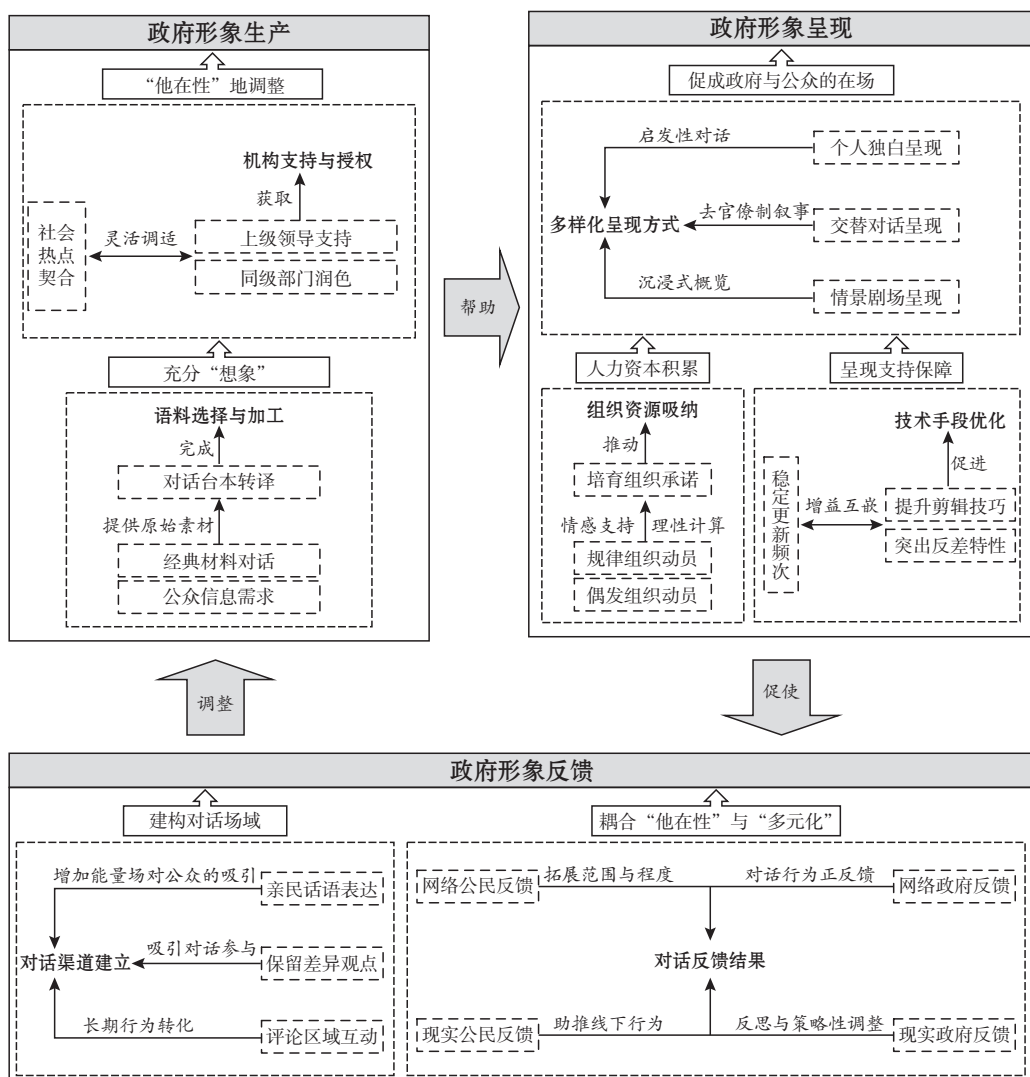 政府形象生产
“他在性”地调整
机构支持与授权
获取
社会
热点
契合
灵活调适
上级领导支持
同级部门润色
充分“想象”
语料选择与加工
完成
对话台本转译
提供原始素材
经典材料对话
公众信息需求
帮助
政府形象呈现
促成政府与公众的在场
启发性对话
个人独白呈现
多样化呈现方式
去官僚制叙事
交替对话呈现
沉浸式概览
情景剧场呈现
人力资本积累
组织资源吸纳
推动
培育组织承诺
情感支持
理性计算
规律组织动员
偶发组织动员
呈现支持保障
技术手段优化
促进
稳定更新频次
增益互嵌
提升剪辑技巧
突出反差特性
调整
促使
政府形象反馈
建构对话场域
增加能量场对公众的吸引
亲民话语表达
对话渠道建立
吸引对话参与
保留差异观点
长期行为转化
评论区域互动
耦合“他在性”与“多元化”
网络公民反馈
拓展范围与程度
对话行为正反馈
网络政府反馈
对话反馈结果
现实公民反馈
助推线下行为
反思与策略性调整
现实政府反馈